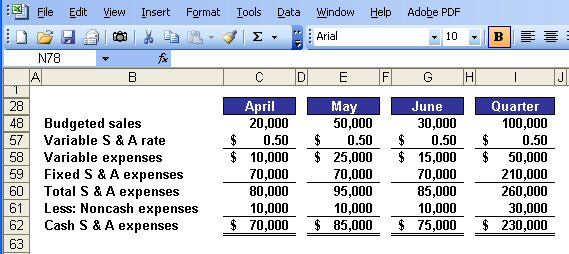 File Edit View Insert Format Tools Data Window Help Adobe PDF
Σ Arial 10 B
N78 fx
A B C D E F G H I J
1
28 April May June Quarter
48 Budgeted sales 20,000 50,000 30,000 100,000
57 Variable S & A rate $ 0.50 $ 0.50 $ 0.50 $ 0.50
58 Variable expenses $ 10,000 $ 25,000 $ 15,000 $ 50,000
59 Fixed S & A expenses 70,000 70,000 70,000 210,000
60 Total S & A expenses 80,000 95,000 85,000 260,000
61 Less: Noncash expenses 10,000 10,000 10,000 30,000
62 Cash S & A expenses $ 70,000 $ 85,000 $ 75,000 $ 230,000
63